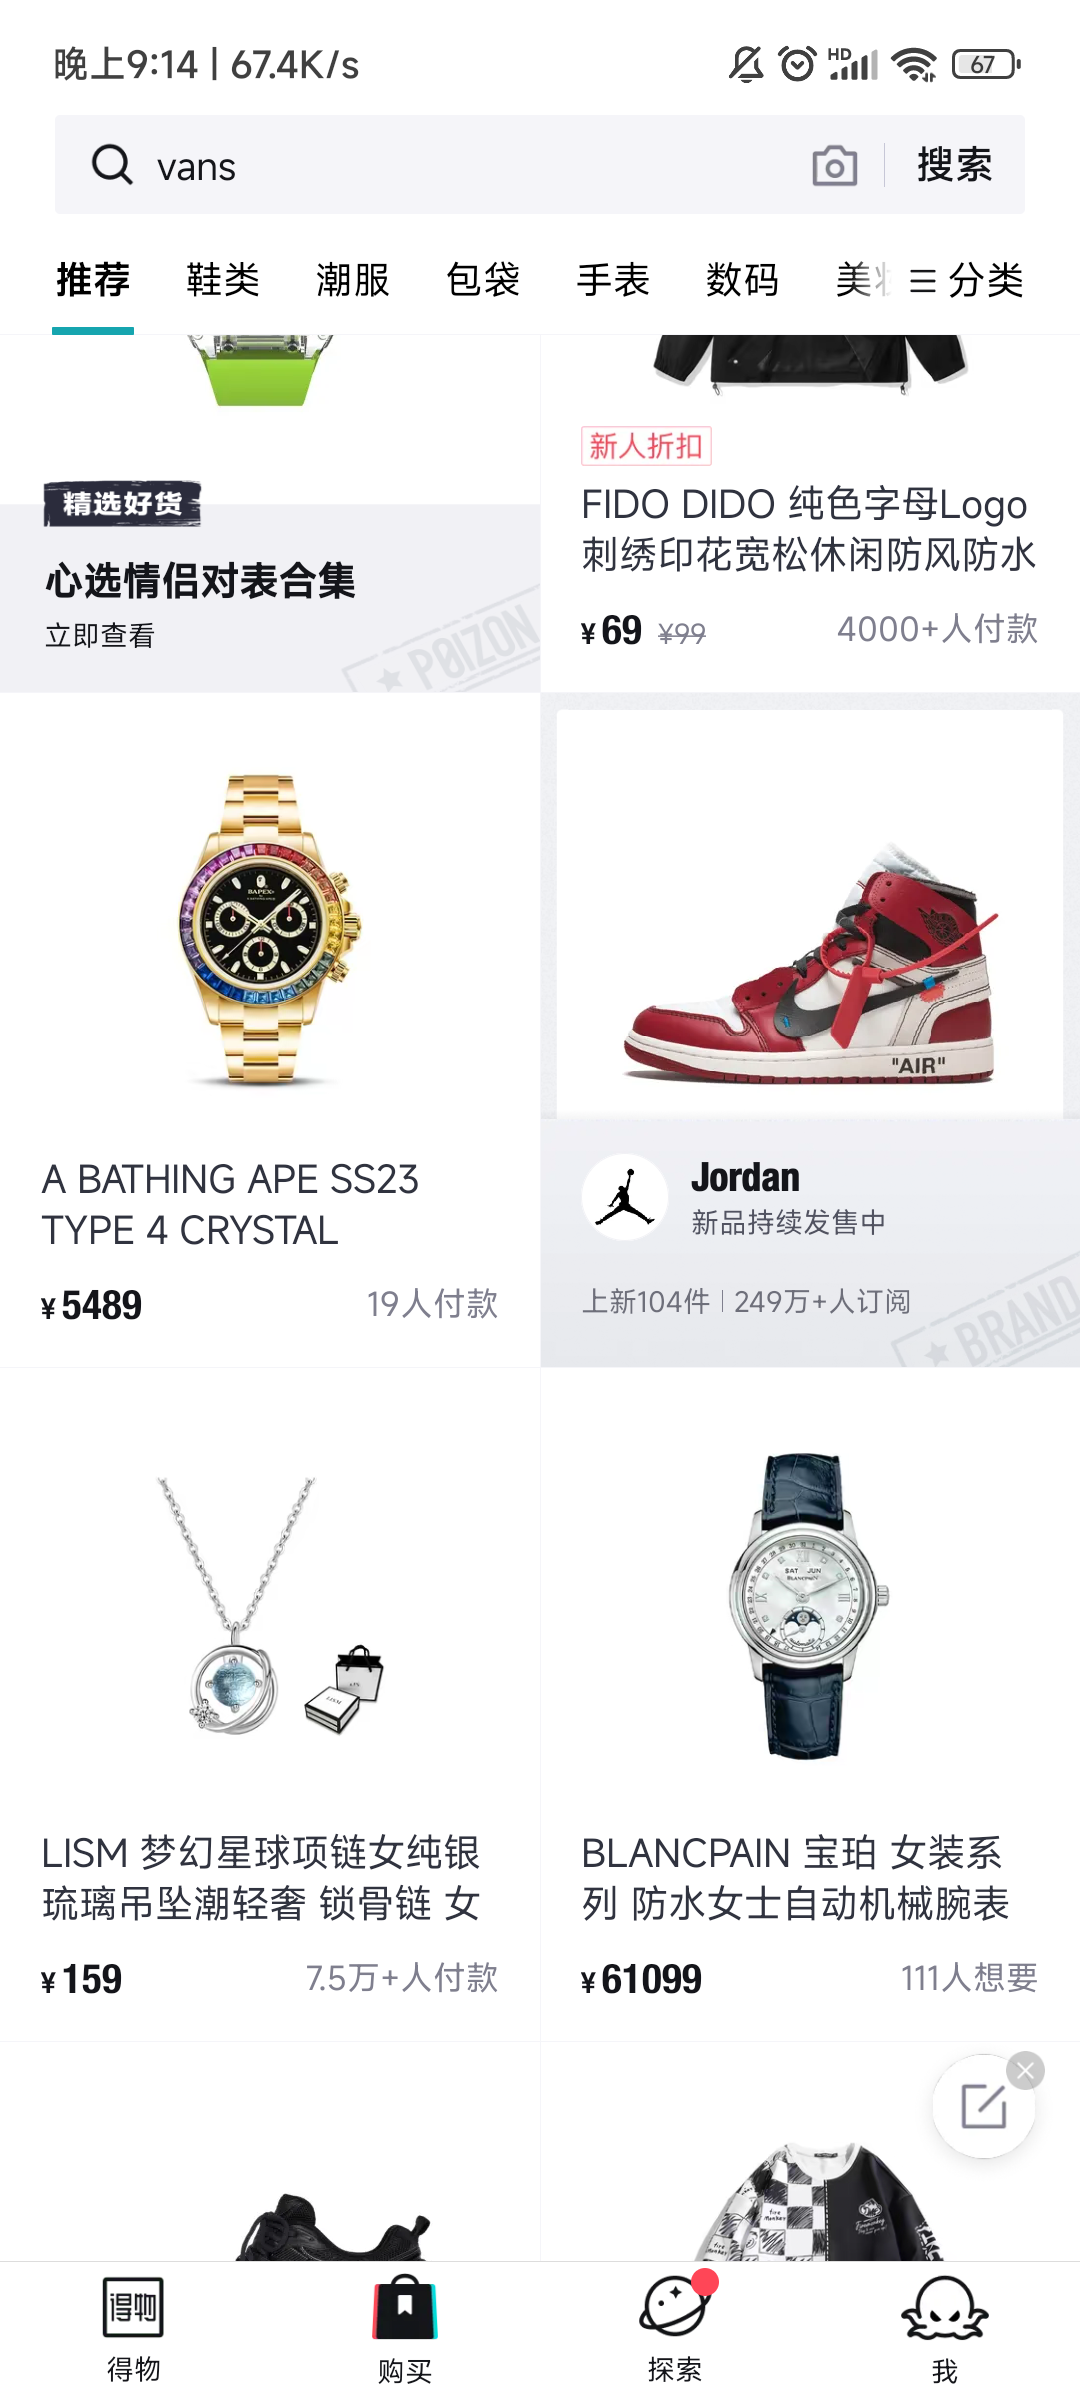 晚上9:14 | 67.4K/s
HD
67
vans
搜索
推荐 鞋类 潮服 包袋 手表 数码 美妆 分类
精选好货
心选情侣对表合集
立即查看
POIZON
新人折扣
FIDO DIDO 纯色字母Logo
刺绣印花宽松休闲防风防水
¥69 ¥99 4000+人付款
BAPEX
A BATHING APE SS23
TYPE 4 CRYSTAL
¥5489 19人付款
"AIR"
Jordan
新品持续发售中
上新104件 | 249万+人订阅
BRAND
LISM
LISM 梦幻星球项链女纯银
琉璃吊坠潮轻奢 锁骨链 女
¥159 7.5万+人付款
SAT JUN
BLANCPAIN
BLANCPAIN 宝珀 女装系
列 防水女士自动机械腕表
¥61099 111人想要
得物
得物 购买 探索 我